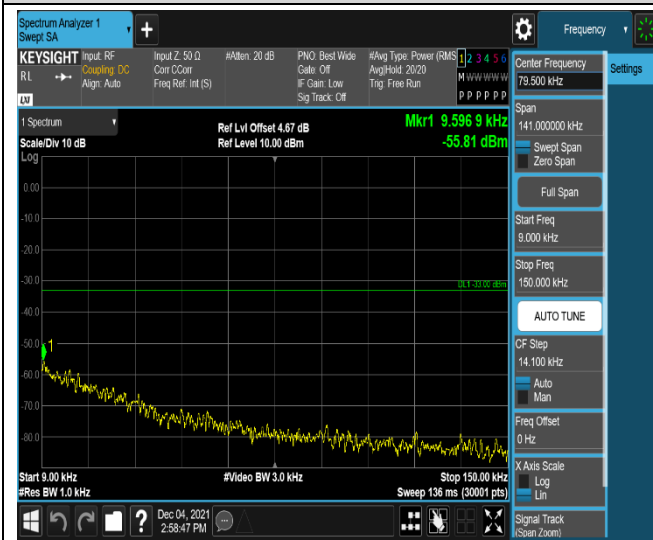 Spectrum Analyzer 1
Swept SA
+
Frequency
KEYSIGHT
RL
LXI
Input: RF
Coupling: DC
Align: Auto
Input Z: 50 Ω
Corr CCorr
Freq Ref: Int (S)
#Atten: 20 dB
PNO: Best Wide
Gate: Off
IF Gain: Low
Sig Track: Off
#Avg Type: Power (RMS
Avg|Hold: 20/20
Trig: Free Run
1 2 3 4 5 6
M W W W W W
P P P P P P
1 Spectrum
Scale/Div 10 dB
Log
Ref Lvl Offset 4.67 dB
Ref Level 10.00 dBm
Mkr1 9.596 9 kHz
-55.81 dBm
0.00
-10.0
-20.0
-30.0
DL1 -33.00 dBm
-40.0
-50.0
1
-60.0
-70.0
-80.0
Start 9.00 kHz
#Res BW 1.0 kHz
#Video BW 3.0 kHz
Stop 150.00 kHz
Sweep 136 ms (30001 pts)
?
Dec 04, 2021
2:58:47 PM
Center Frequency
79.500 kHz
Span
141.000000 kHz
Swept Span
Zero Span
Full Span
Start Freq
9.000 kHz
Stop Freq
150.000 kHz
AUTO TUNE
CF Step
14.100 kHz
Auto
Man
Freq Offset
0 Hz
X Axis Scale
Log
Lin
Signal Track
(Span Zoom)
Settings